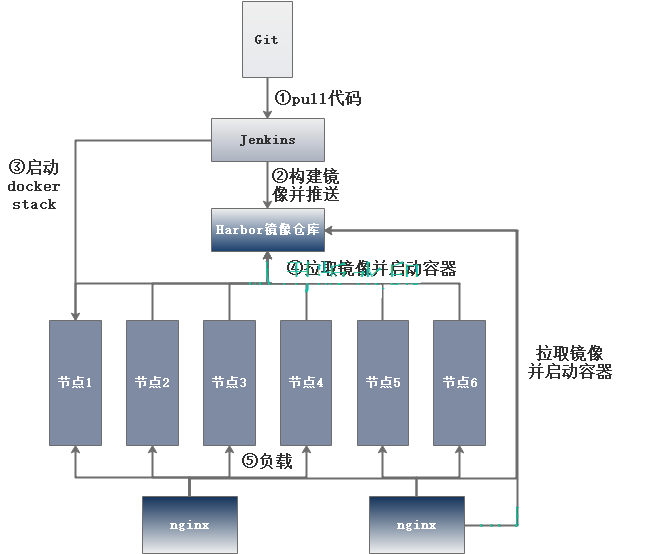 Git
①pull代码
Jenkins
③启动
docker
stack
②构建镜
像并推送
Harbor镜像仓库
④拉取镜像并启动容器
拉取镜像
并启动容器
节点1
节点2
节点3
节点4
节点5
节点6
⑤负载
nginx
nginx